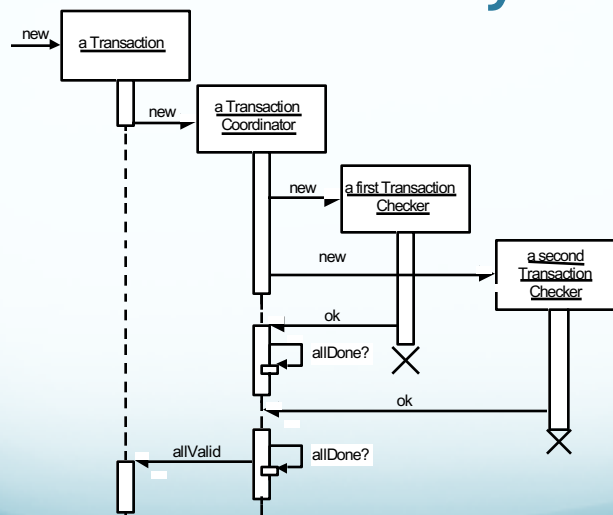 new
a Transaction
new
a Transaction
Coordinator
new
a first Transaction
Checker
new
a second
Transaction
Checker
ok
allDone?
ok
allValid
allDone?